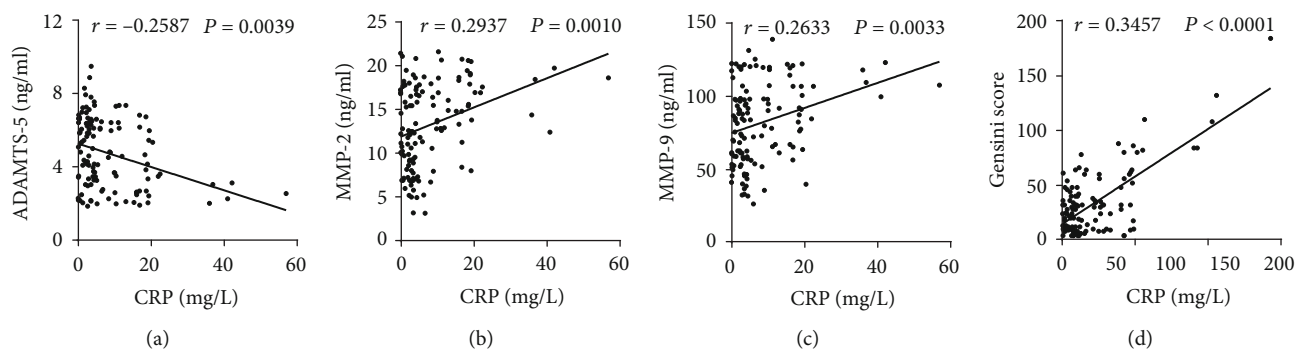 r = −0.2587 P = 0.0039
ADAMTS-5 (ng/ml)
12
8
4
0
0 20 40 60
CRP (mg/L)
(a)
r = 0.2937 P = 0.0010
MMP-2 (ng/ml)
25
20
15
10
5
0
0 20 40 60
CRP (mg/L)
(b)
r = 0.2633 P = 0.0033
MMP-9 (ng/ml)
150
100
50
0
0 20 40 60
CRP (mg/L)
(c)
r = 0.3457 P < 0.0001
Gensimi score
200
150
100
50
0
0 50 100 150 200
CRP (mg/L)
(d)